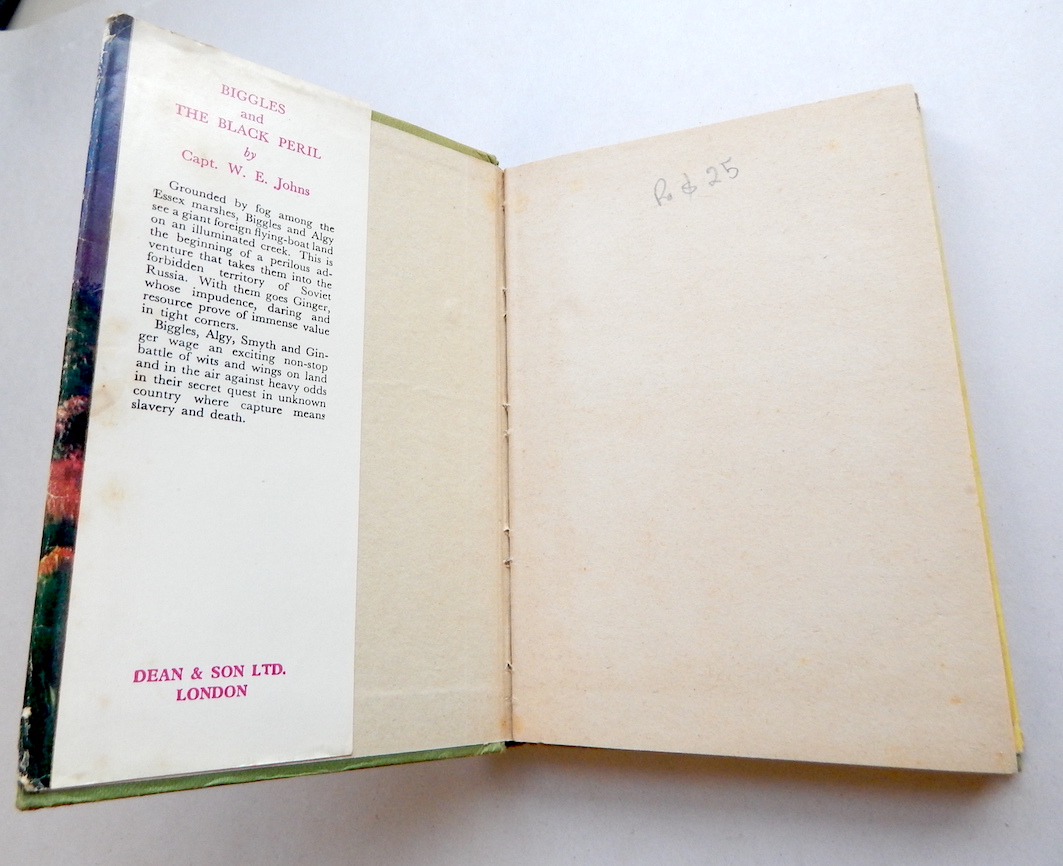 BIGGLES
and
THE BLACK PERIL
by
Capt. W. E. Johns
Grounded by fog among the
Essex marshes, Biggles and Algy
see a giant foreign flying-boat land
on an illuminated creek. This is
the beginning of a perilous ad-
venture that takes them into the
forbidden territory of Soviet
Russia. With them goes Ginger,
whose impudence, daring and
resource prove of immense value
in tight corners.
Biggles, Algy, Smyth and Gin-
ger wage an exciting non-stop
battle of wits and wings on land
and in the air against heavy odds
in their secret quest in unknown
country where capture means
slavery and death.
DEAN & SON LTD.
LONDON
25